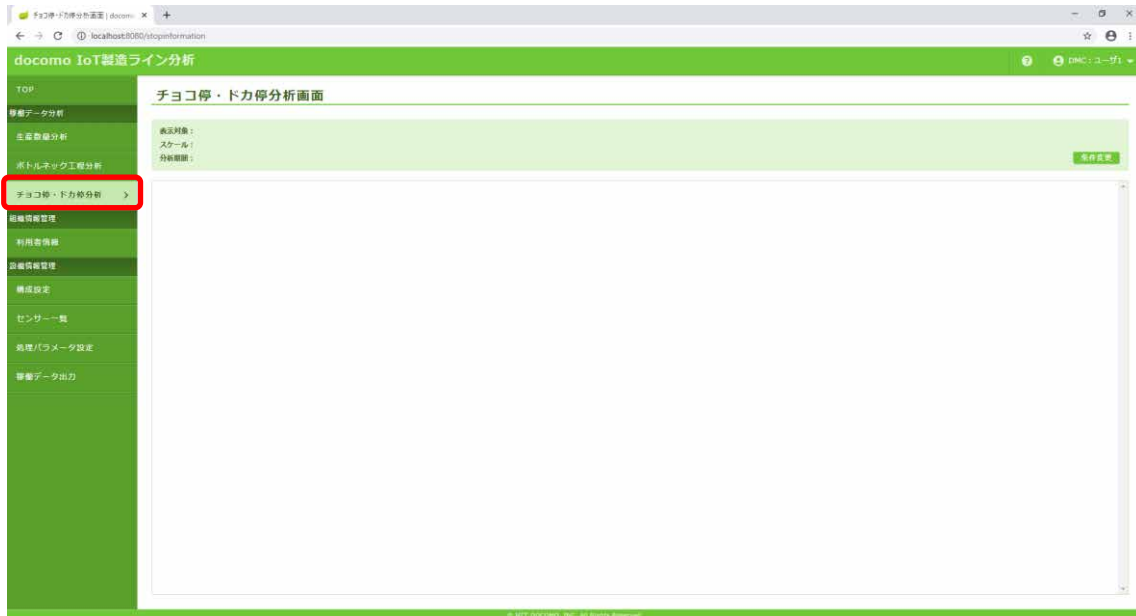 チョコ停・ドカ停分析画面 | docom
localhost:8080/stopinformation
docomo IoT製造ライン分析
DMC : ユーザ1
TOP
チョコ停・ドカ停分析画面
稼働データ分析
生産数量分析
表示対象 :
スケール :
分析期間 :
条件変更
ボトルネック工程分析
チョコ停・ドカ停分析
組織情報管理
利用者情報
設備情報管理
構成設定
センサー一覧
処理パラメータ設定
稼働データ出力
© NTT DOCOMO, INC. All Rights Reserved.